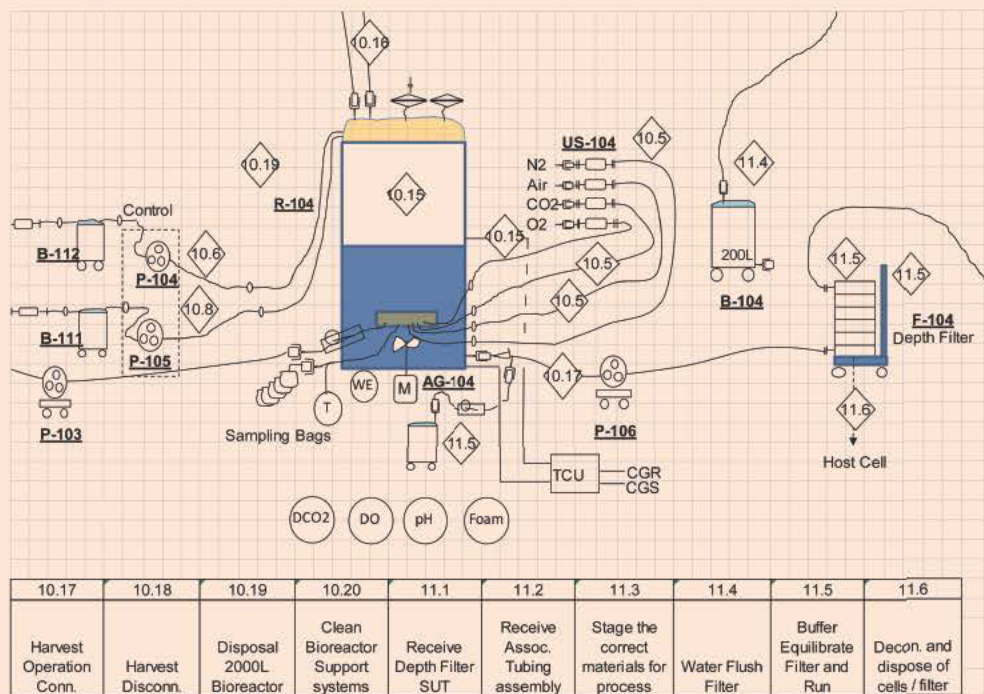 10.16
10.19
R-104
10.15
US-104
N2
Air
CO2
O2
10.5
11.4
200L
B-104
Control
B-112
P-104
10.6
B-111
P-105
10.8
10.15
10.5
10.5
11.5
11.5
F-104
Depth Filter
11.6
Host Cell
P-103
Sampling Bags
T
WE
M
AG-104
11.5
10.17
P-106
TCU
CGR
CGS
DCO2
DO
pH
Foam
10.17 10.18 10.19 10.20 11.1 11.2 11.3 11.4 11.5 11.6
Harvest
Operation
Conn.
Harvest
Disconn.
Disposal
2000L
Bioreactor
Clean
Bioreactor
Support
systems
Receive
Depth Filter
SUT
Receive
Assoc.
Tubing
assembly
Stage the
correct
materials for
process
Water Flush
Filter
Buffer
Equilibrate
Filter and
Run
Decon. and
dispose of
cells / filter